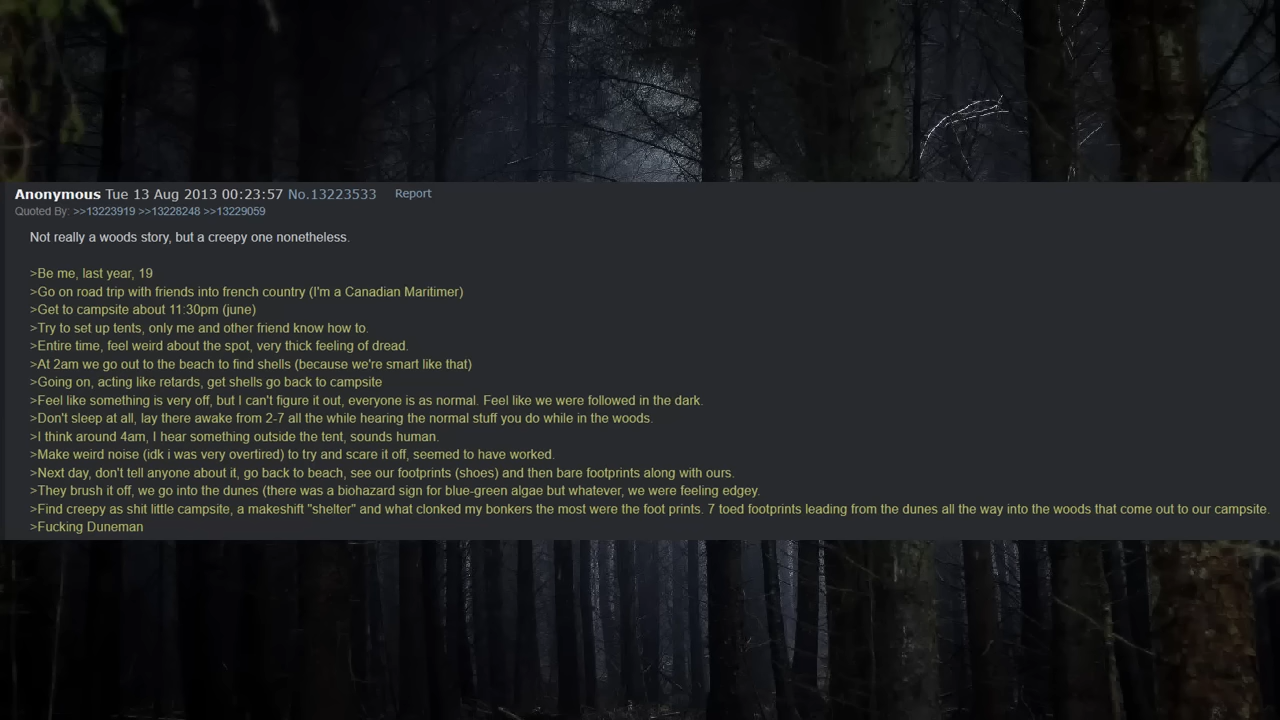 Anonymous Tue 13 Aug 2013 00:23:57 No.13223533 Report
Quoted By: >>13223919 >>13228248 >>13229059
Not really a woods story, but a creepy one nonetheless.
>Be me, last year, 19
>Go on road trip with friends into french country (I'm a Canadian Maritimer)
>Get to campsite about 11:30pm (june)
>Try to set up tents, only me and other friend know how to.
>Entire time, feel weird about the spot, very thick feeling of dread.
>At 2am we go out to the beach to find shells (because we're smart like that)
>Going on, acting like retards, get shells go back to campsite
>Feel like something is very off, but I can't figure it out, everyone is as normal. Feel like we were followed in the dark.
>Don't sleep at all, lay there awake from 2-7 all the while hearing the normal stuff you do while in the woods.
>I think around 4am, I hear something outside the tent, sounds human.
>Make weird noise (idk i was very overtired) to try and scare it off, seemed to have worked.
>Next day, don't tell anyone about it, go back to beach, see our footprints (shoes) and then bare footprints along with ours.
>They brush it off, we go into the dunes (there was a biohazard sign for blue-green algae but whatever, we were feeling edgey.
>Find creepy as shit little campsite, a makeshift "shelter" and what clonked my bonkers the most were the foot prints. 7 toed footprints leading from the dunes all the way into the woods that come out to our campsite.
>Fucking Duneman